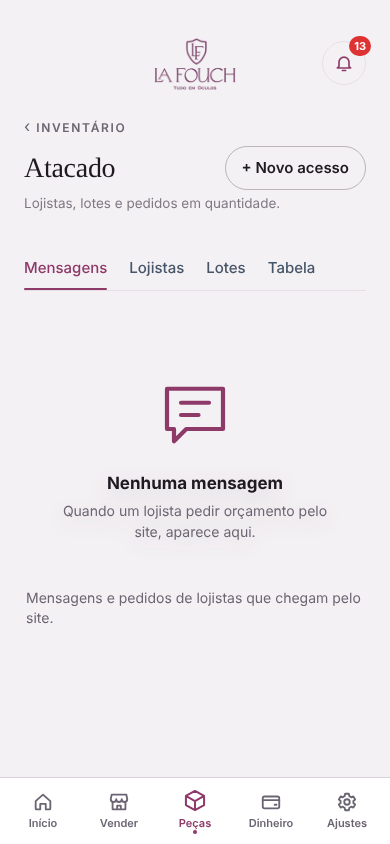 13
LF
LA FOUCH
Tudo em Óculos
‹ INVENTÁRIO
Atacado
+ Novo acesso
Lojistas, lotes e pedidos em quantidade.
Mensagens Lojistas Lotes Tabela
Nenhuma mensagem
Quando um lojista pedir orçamento pelo
site, aparece aqui.
Mensagens e pedidos de lojistas que chegam pelo
site.
Início Vender Peças Dinheiro Ajustes